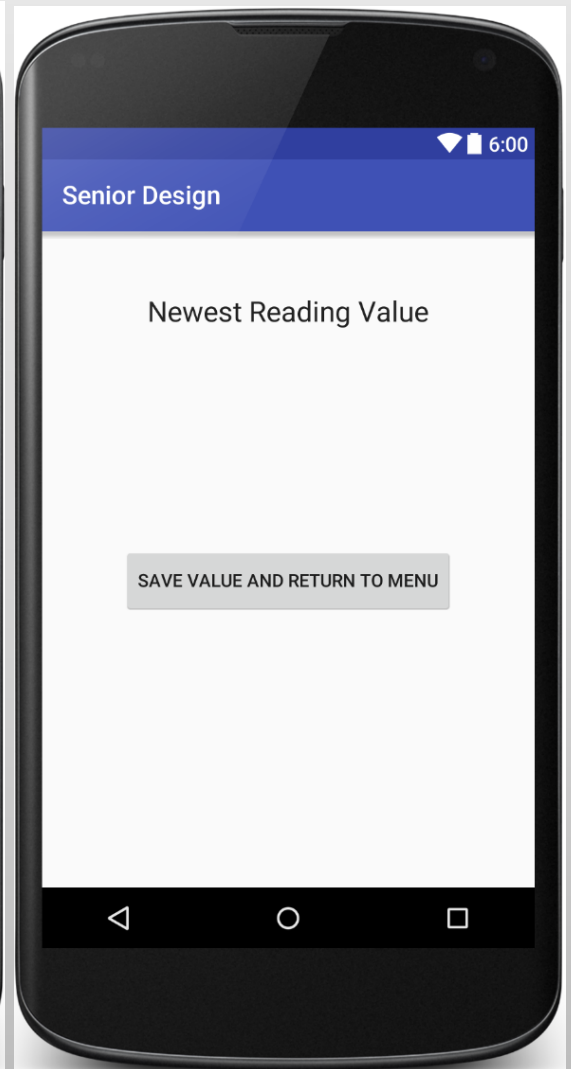 6:00
Senior Design
Newest Reading Value
SAVE VALUE AND RETURN TO MENU